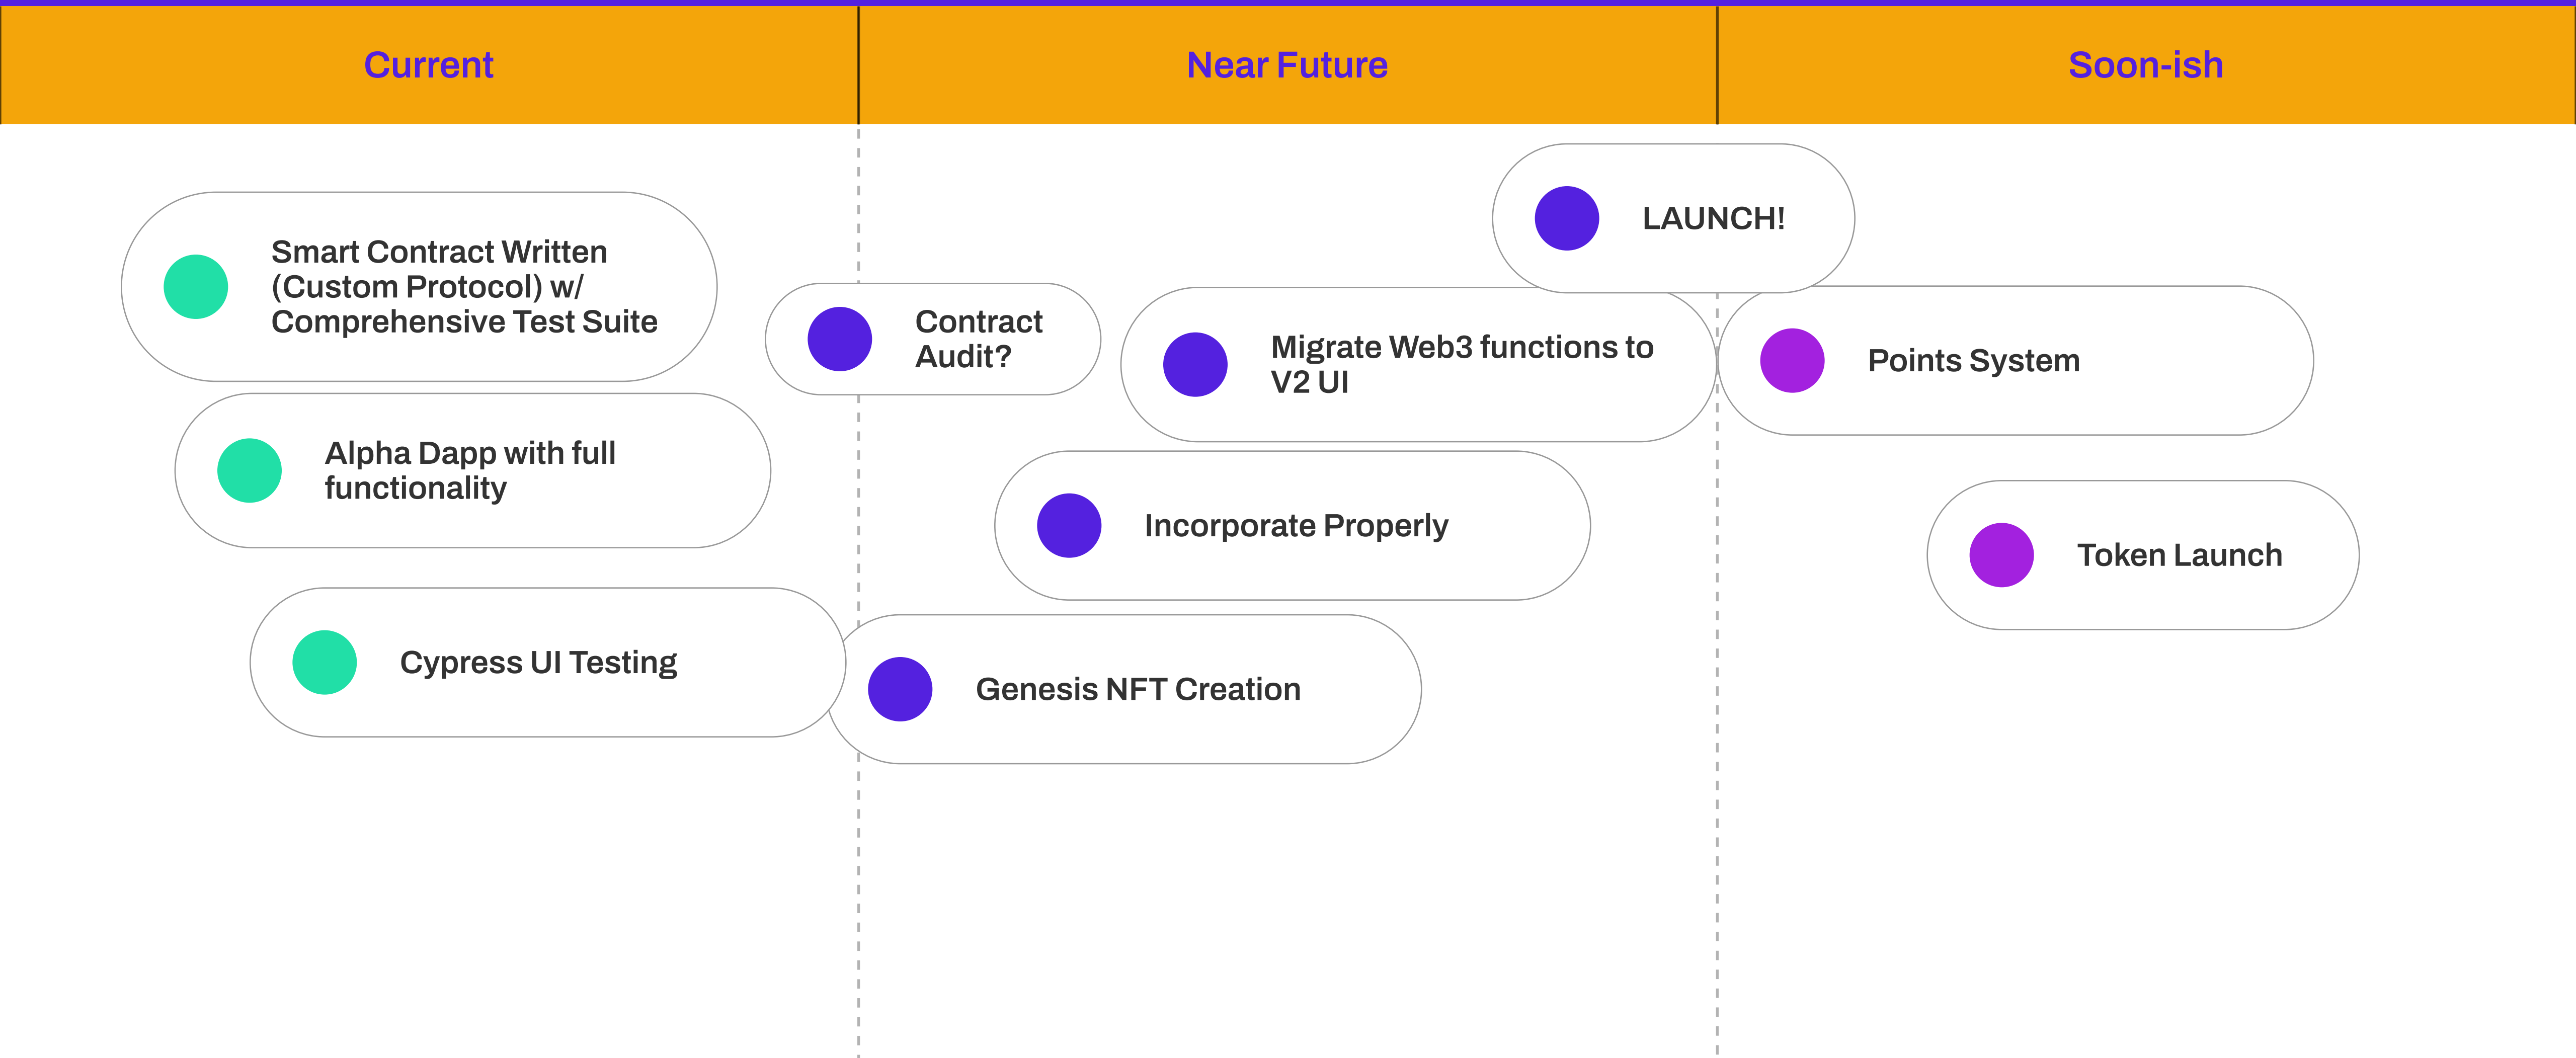 Current
Near Future
Soon-ish
Smart Contract Written
(Custom Protocol) w/
Comprehensive Test Suite
Alpha Dapp with full
functionality
Cypress UI Testing
Contract
Audit?
LAUNCH!
Migrate Web3 functions to
V2 UI
Incorporate Properly
Genesis NFT Creation
Points System
Token Launch